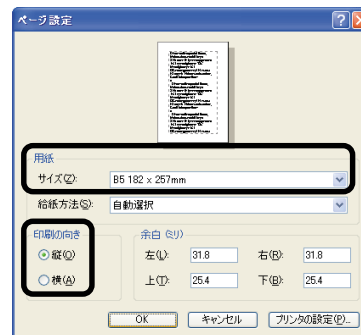 ページ設定
用紙
サイズ(Z): B5 182 x 257mm
給紙方法(S): 自動選択
印刷の向き
縦(O)
横(A)
余白 (ミリ)
左(L): 31.8 右(R): 31.8
上(T): 25.4 下(B): 25.4
OK キャンセル プリンタの設定(P)...